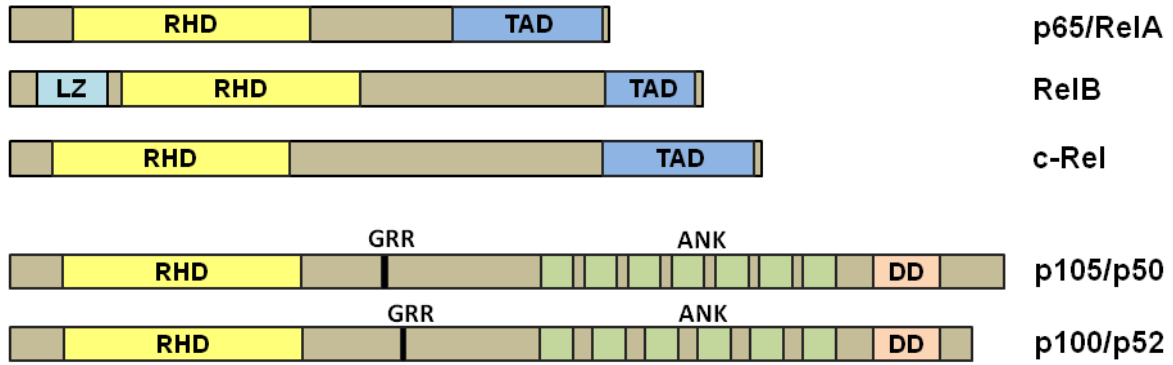 RHD TAD p65/RelA
LZ RHD TAD RelB
RHD TAD c-Rel
GRR ANK
RHD DD p105/p50
GRR ANK
RHD DD p100/p52